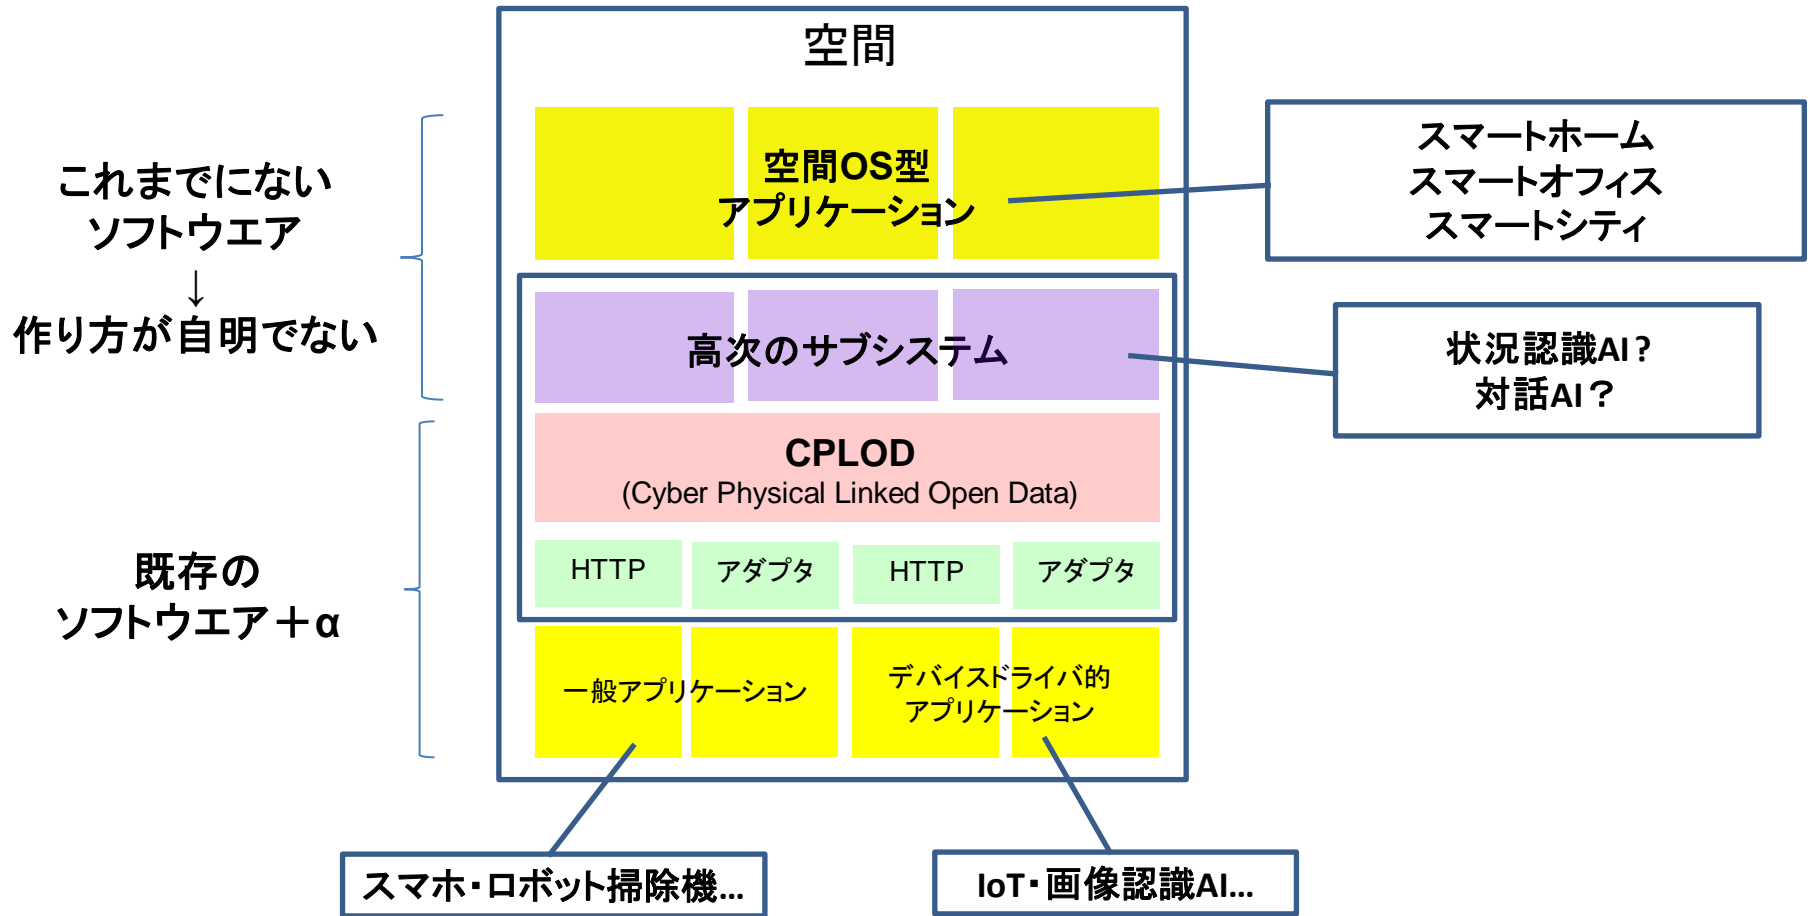 空間
これまでにない
ソフトウエア
↓
作り方が自明でない
空間OS型
アプリケーション
スマートホーム
スマートオフィス
スマートシティ
高次のサブシステム
状況認識AI?
対話AI？
CPLOD
(Cyber Physical Linked Open Data)
既存の
ソフトウエア＋α
HTTP
アダプタ
HTTP
アダプタ
一般アプリケーション
デバイスドライバ的
アプリケーション
スマホ・ロボット掃除機...
IoT・画像認識AI...